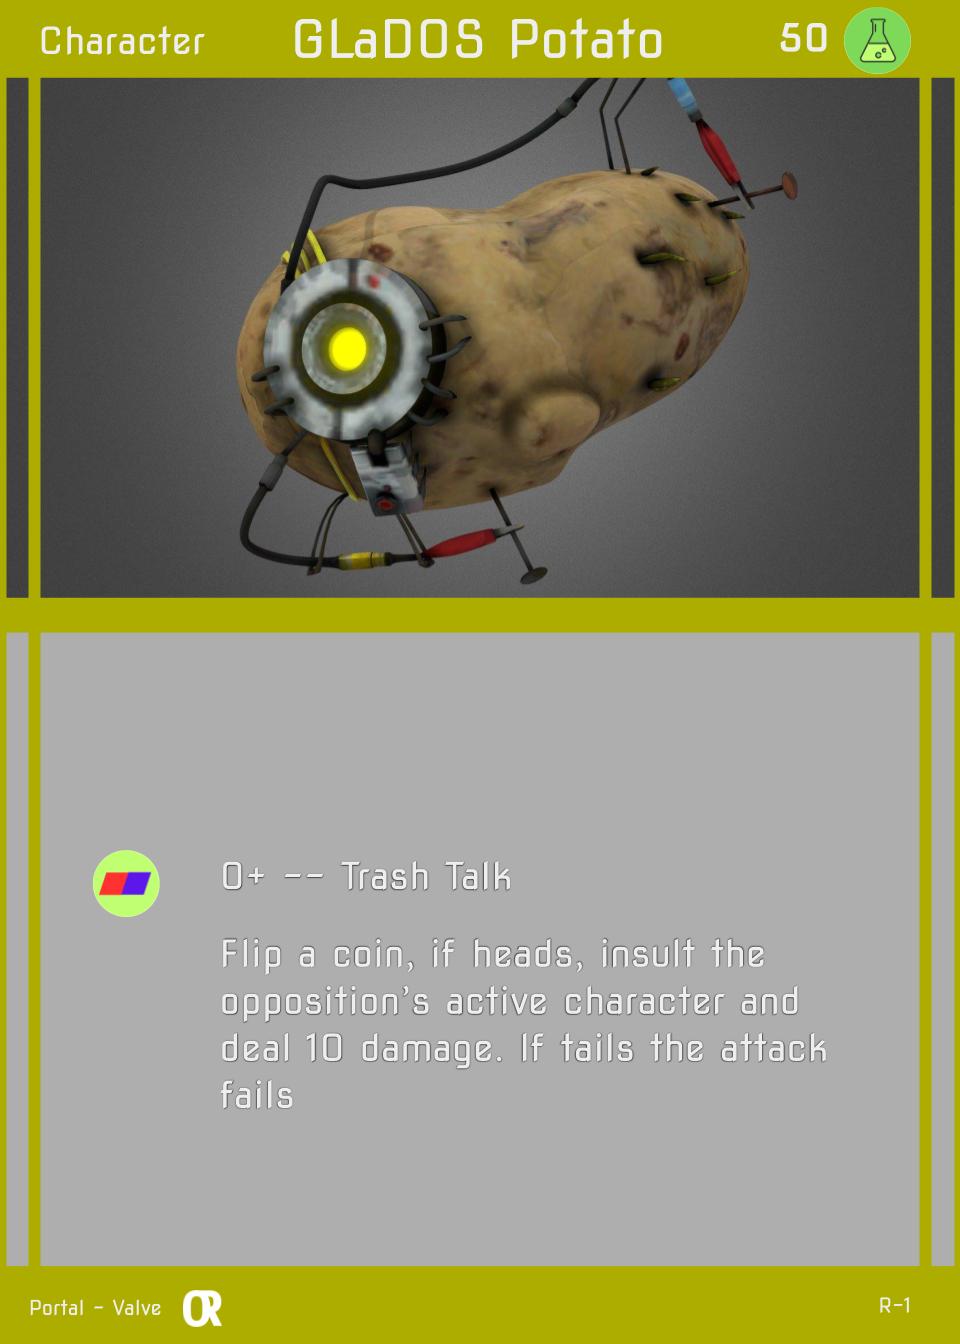 Character GLaDOS Potato 50
0+ -- Trash Talk
Flip a coin, if heads, insult the
opposition's active character and
deal 10 damage. If tails the attack
fails
Portal - Valve OR R-1